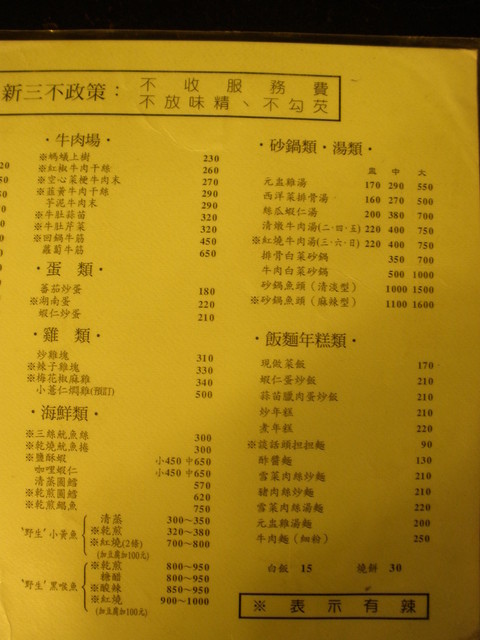 新三不政策：不收服務費
不放味精、不勾芡
·牛肉場·
※螞蟻上樹 230
※紅椒牛肉干絲 260
※空心菜梗牛肉末 270
※韮黃牛肉干絲 290
芋泥牛肉末 290
※牛肚蒜苗 320
※牛肚芹菜 320
※回鍋牛筋 450
蘿蔔牛筋 650
·蛋 類·
蕃茄炒蛋 180
※湖南蛋 220
蝦仁炒蛋 210
·雞 類·
炒雞塊 310
※辣子雞塊 330
※梅花椒麻雞 340
小薏仁燜雞(預訂) 500
·海鮮類·
※三絲魷魚絲 300
※乾燒魷魚捲 300
※鹽酥蝦 小450 中650
咖哩蝦仁 小450 中650
清蒸圓鱈 570
※乾煎圓鱈 620
※乾煎鯧魚 750
'野生'小黃魚
清蒸 300～350
※乾煎 320～380
※紅燒(2條) 700～800
(加豆腐加100元)
'野生'黑喉魚
※乾煎 800～950
糖醋 800～950
※酸辣 850～950
※紅燒 900～1000
(加豆腐加100元)
·砂鍋類·湯類·
中 大
元盅雞湯 170 290 550
西洋菜排骨湯 160 270 500
絲瓜蝦仁湯 200 380 700
清燉牛肉湯(二·四·五) 220 400 750
※紅燒牛肉湯(三·六·日) 220 400 750
排骨白菜砂鍋 350 700
牛肉白菜砂鍋 500 1000
砂鍋魚頭（清淡型） 1000 1500
※砂鍋魚頭（麻辣型） 1100 1600
·飯麵年糕類·
現做菜飯 170
蝦仁蛋炒飯 210
蒜苗臘肉蛋炒飯 210
炒年糕 210
煮年糕 220
※談話頭担担麵 90
酢醬麵 130
雪菜肉絲炒麵 210
豬肉絲炒麵 210
雪菜肉絲湯麵 220
元盅雞湯麵 200
牛肉麵（細粉） 250
白飯 15 燒餅 30
※ 表示有辣